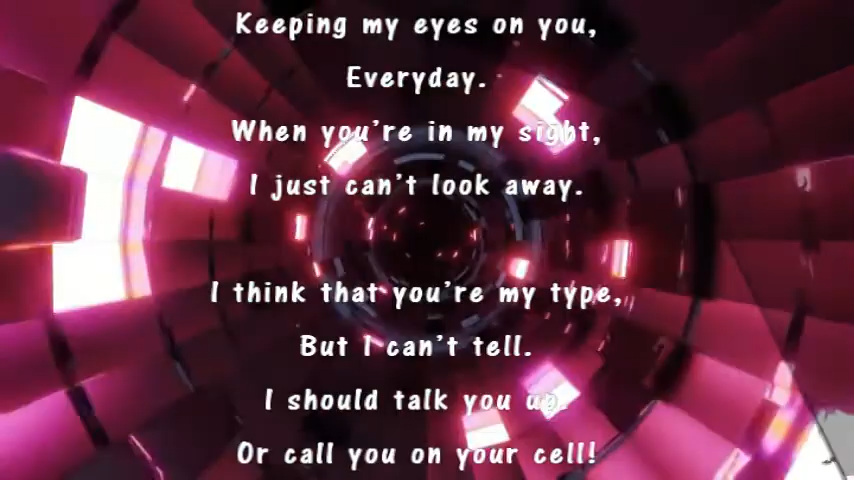 Keeping my eyes on you,
Everyday.
When you're in my sight,
I just can't look away.
I think that you're my type,
But I can't tell.
I should talk you up.
Or call you on your cell!